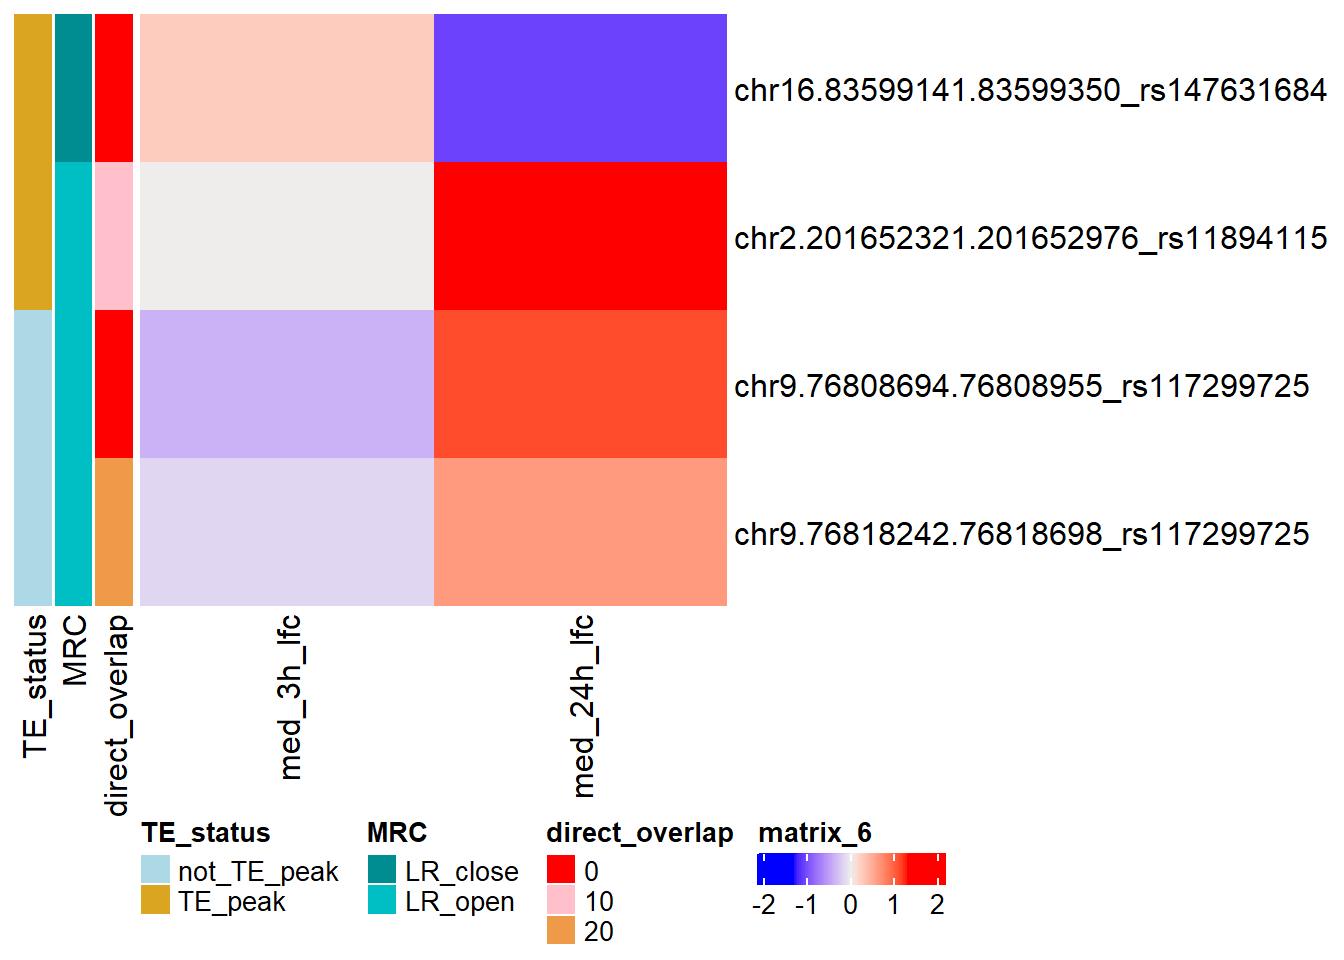 chr16.83599141.83599350_rs147631684
chr2.201652321.201652976_rs11894115
chr9.76808694.76808955_rs117299725
chr9.76818242.76818698_rs117299725
TE_status
MRC
direct_overlap
med_3h_lfc
med_24h_lfc
TE_status
not_TE_peak
TE_peak
MRC
LR_close
LR_open
direct_overlap
0
10
20
matrix_6
-2 -1 0 1 2